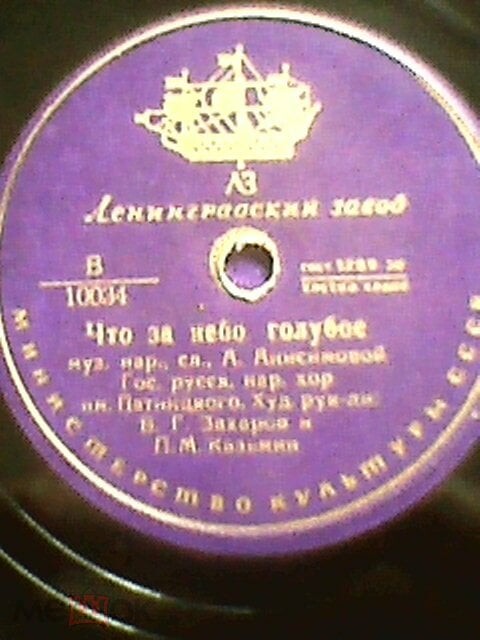 ЛЗ
Ленинградский завод
В
10034
Что за небо голубое
муз. нар., сл. А. Анисимовой
Гос. русск. нар. хор
им. Пятницкого. Худ. рук-ли:
В. Г. Захаров и
П. М. Казьмин
МИНИСТЕРСТВО КУЛЬТУРЫ СССР